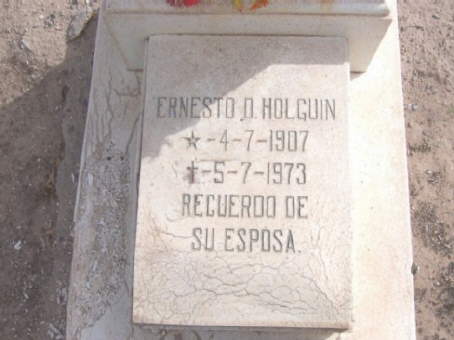 ERNESTO O. HOLGUIN
★-4-7-1907
†-5-7-1973
RECUERDO DE
SU ESPOSA.